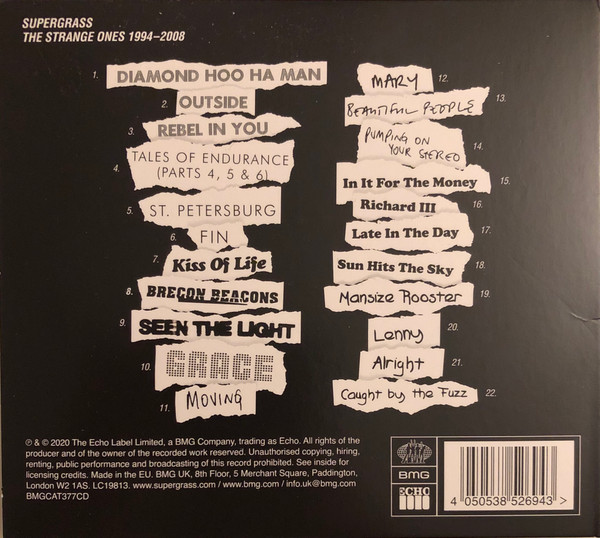 SUPERGRASS
THE STRANGE ONES 1994–2008
1. DIAMOND HOO HA MAN
2. OUTSIDE
3. REBEL IN YOU
4. TALES OF ENDURANCE
(PARTS 4, 5 & 6)
5. ST. PETERSBURG
6. FIN
7. Kiss Of Life
8. BRECON BEACONS
9. SEEN THE LIGHT
10. GRACE
11. MOVING
MARY 12.
BEAUTIFUL PEOPLE 13.
PUMPING ON
YOUR STEREO 14.
In It For The Money 15.
Richard III 16.
Late In The Day 17.
Sun Hits The Sky 18.
Mansize Rooster 19.
Lenny 20.
Alright 21.
Caught by the Fuzz 22.
℗ & © 2020 The Echo Label Limited, a BMG Company, trading as Echo. All rights of the
producer and of the owner of the recorded work reserved. Unauthorised copying, hiring,
renting, public performance and broadcasting of this record prohibited. See inside for
licensing credits. Made in the EU. BMG UK, 8th Floor, 5 Merchant Square, Paddington,
London W2 1AS. LC19813. www.supergrass.com / www.bmg.com / info.uk@bmg.com
BMGCAT377CD
BMG
ECHO
4 050538 526943 >